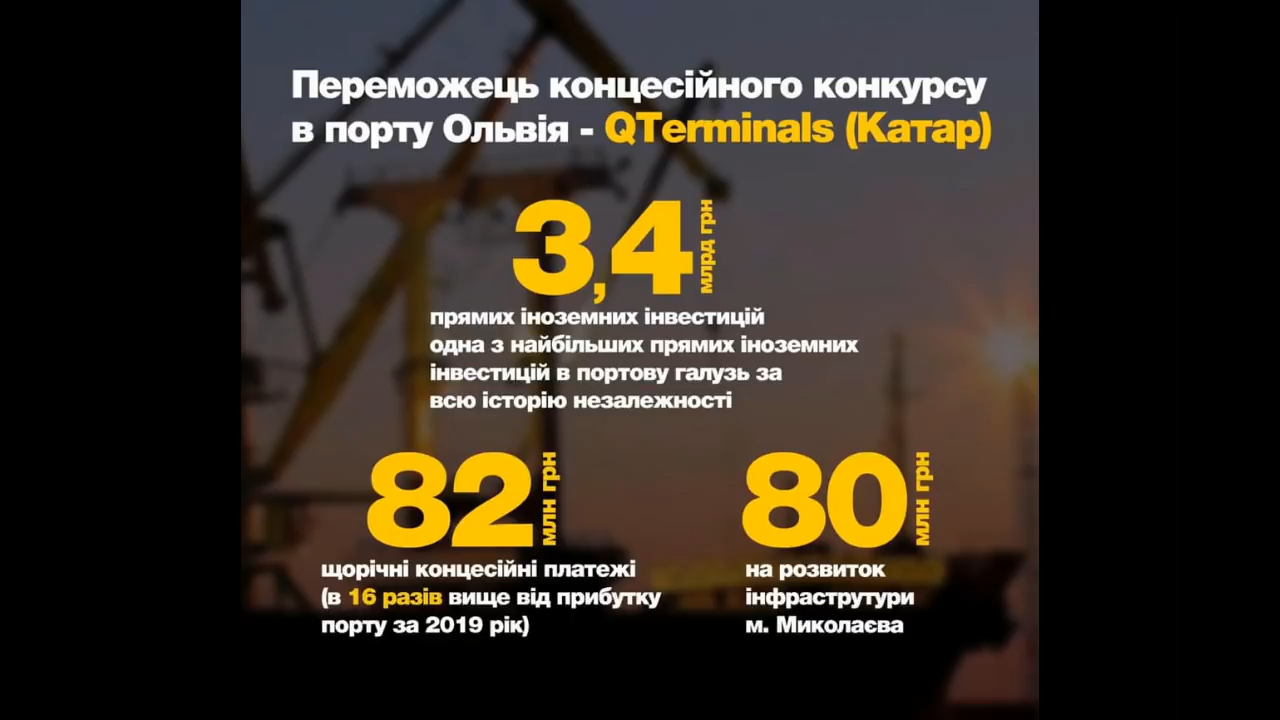 Переможець концесійного конкурсу
в порту Ольвія - QTerminals (Катар)
3,4 млрд грн
прямих іноземних інвестицій
одна з найбільших прямих іноземних
інвестицій в портову галузь за
всю історію незалежності
82 млн грн
щорічні концесійні платежі
(в 16 разів вище від прибутку
порту за 2019 рік)
80 млн грн
на розвиток
інфраструтури
м. Миколаєва